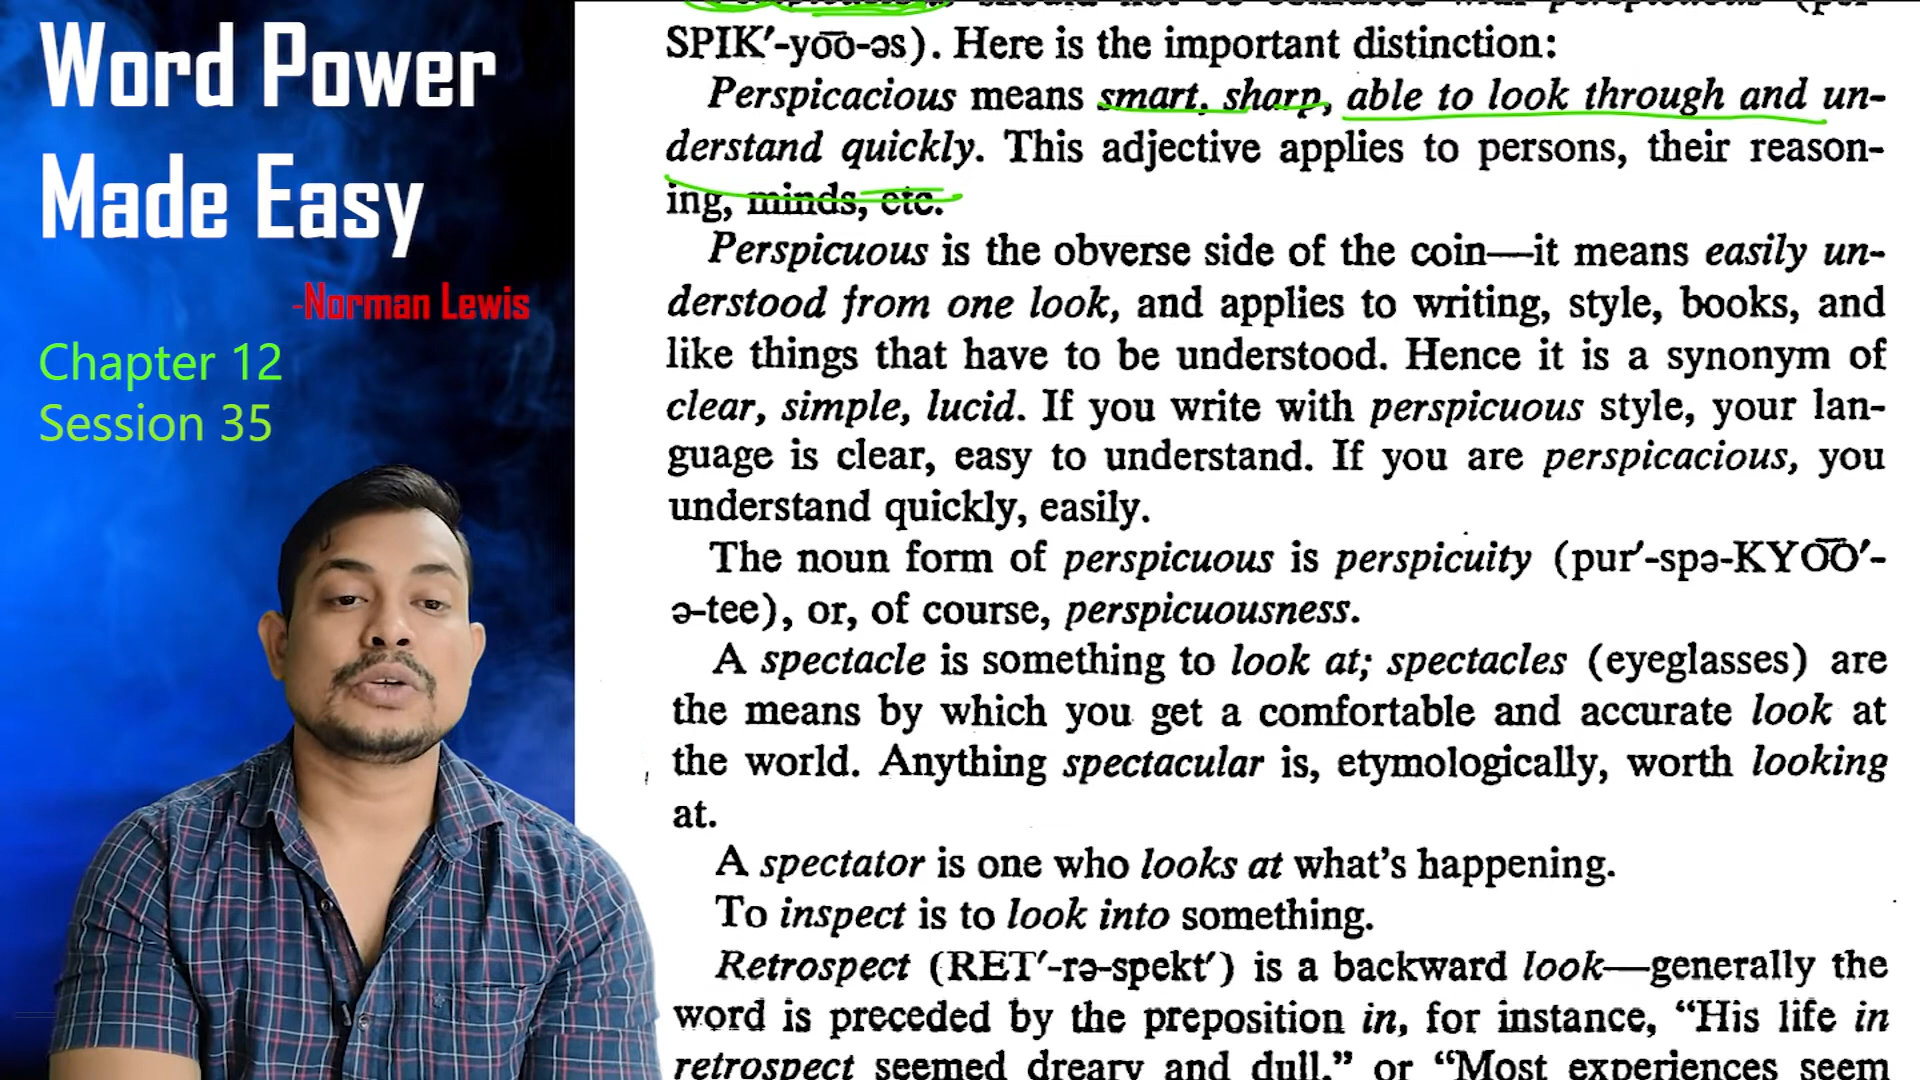 Word Power
Made Easy
-Norman Lewis
Chapter 12
Session 35
should not be confused with perspicuous (pər-
SPIK′-yo͞o-əs). Here is the important distinction:
Perspicacious means smart, sharp, able to look through and un-
derstand quickly. This adjective applies to persons, their reason-
ing, minds, etc.
Perspicuous is the obverse side of the coin—it means easily un-
derstood from one look, and applies to writing, style, books, and
like things that have to be understood. Hence it is a synonym of
clear, simple, lucid. If you write with perspicuous style, your lan-
guage is clear, easy to understand. If you are perspicacious, you
understand quickly, easily.
The noun form of perspicuous is perspicuity (pur′-spə-KYO͞O′-
ə-tee), or, of course, perspicuousness.
A spectacle is something to look at; spectacles (eyeglasses) are
the means by which you get a comfortable and accurate look at
the world. Anything spectacular is, etymologically, worth looking
at.
A spectator is one who looks at what's happening.
To inspect is to look into something.
Retrospect (RET′-rə-spekt′) is a backward look—generally the
word is preceded by the preposition in, for instance, “His life in
retrospect seemed dreary and dull,” or “Most experiences seem